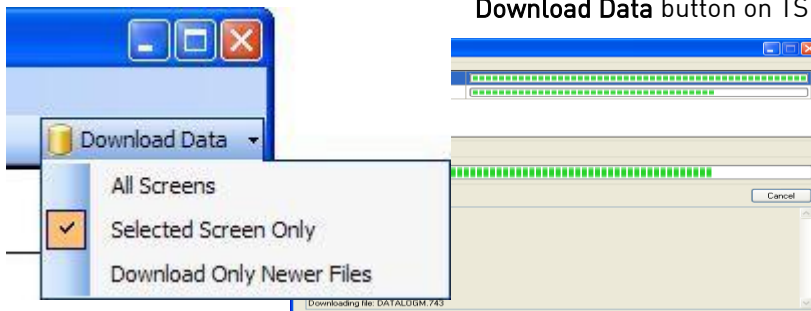 Download Data button on TS
Download Data
All Screens
Selected Screen Only
Download Only Newer Files
Cancel
Downloading file: DATALOGM.743